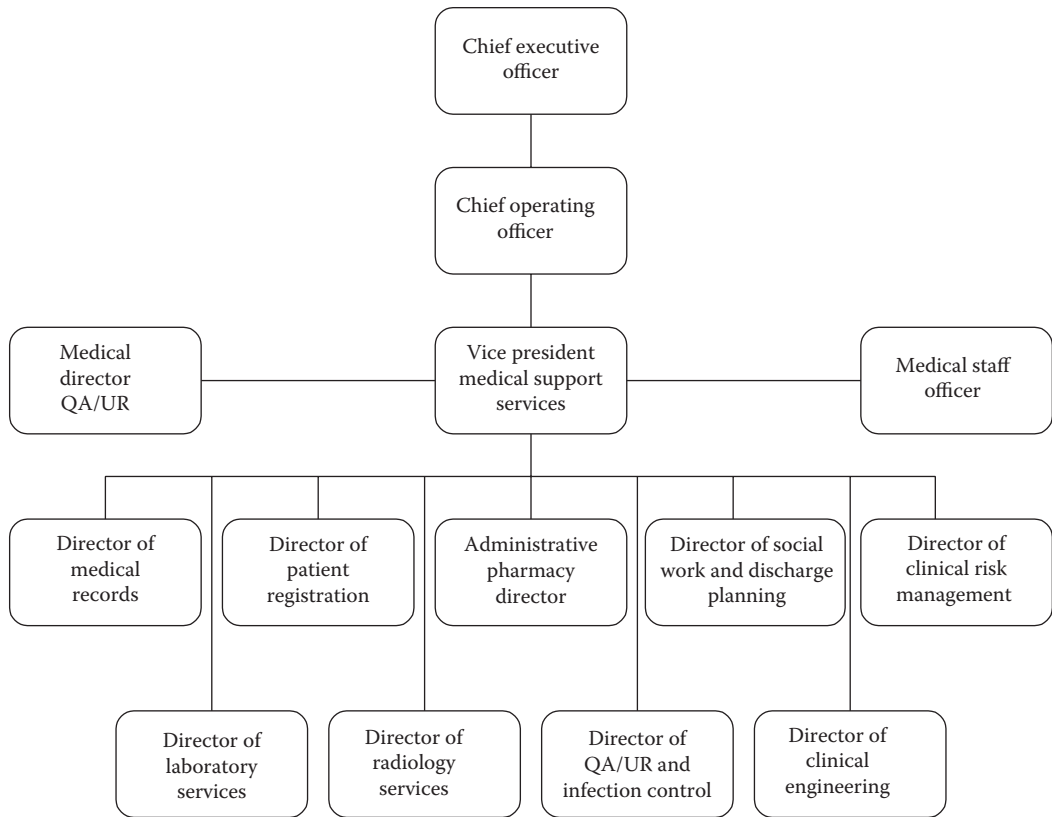 Chief executive
officer
Chief operating
officer
Medical
director
QA/UR
Vice president
medical support
services
Medical staff
officer
Director of
medical
records
Director of
patient
registration
Administrative
pharmacy
director
Director of social
work and discharge
planning
Director of
clinical risk
management
Director of
laboratory
services
Director of
radiology
services
Director of
QA/UR and
infection control
Director of
clinical
engineering